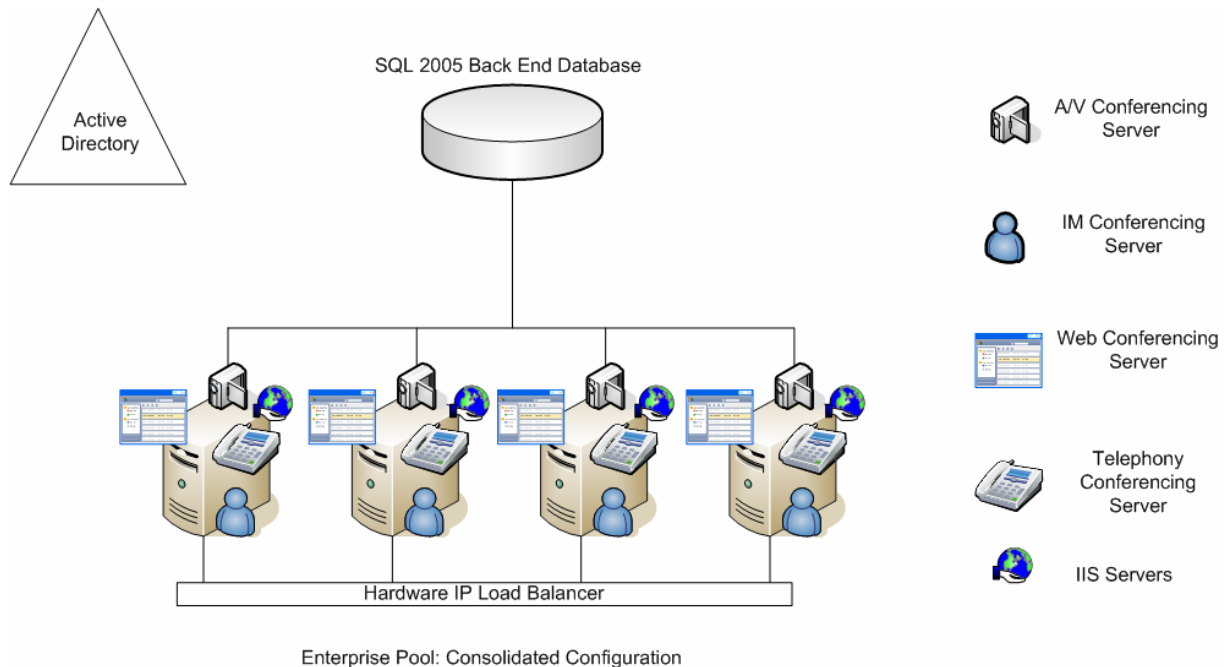 SQL 2005 Back End Database
Active
Directory
A/V Conferencing
Server
IM Conferencing
Server
Web Conferencing
Server
Telephony
Conferencing
Server
IIS Servers
Hardware IP Load Balancer
Enterprise Pool: Consolidated Configuration